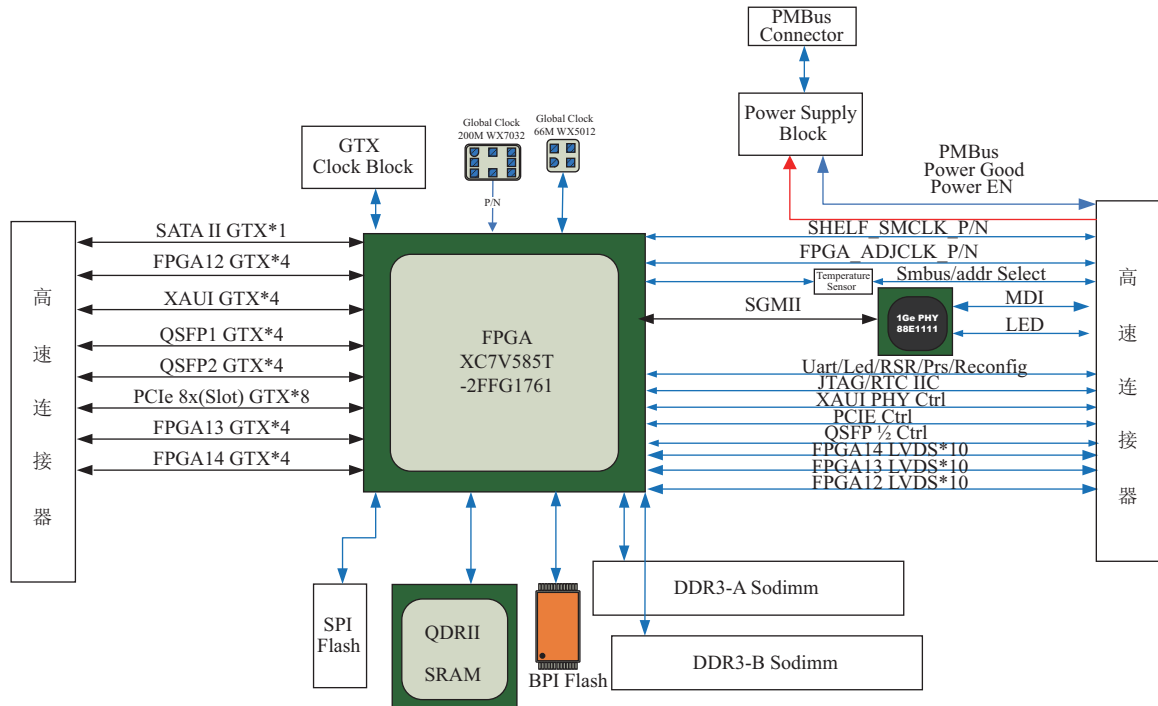 PMBus
Connector
Power Supply
Block
Global Clock
200M WX7032
Global Clock
66M WX5012
GTX
Clock Block
P/N
PMBus
Power Good
Power EN
SATA II GTX*1
FPGA12 GTX*4
XAUI GTX*4
QSFP1 GTX*4
QSFP2 GTX*4
PCIe 8x(Slot) GTX*8
FPGA13 GTX*4
FPGA14 GTX*4
高
速
连
接
器
FPGA
XC7V585T
-2FFG1761
SHELF_SMCLK_P/N
FPGA_ADJCLK_P/N
Temperature
Sensor
Smbus/addr Select
SGMII
1Ge PHY
88E1111
MDI
LED
Uart/Led/RSR/Prs/Reconfig
JTAG/RTC IIC
XAUI PHY Ctrl
PCIE Ctrl
QSFP ½ Ctrl
FPGA14 LVDS*10
FPGA13 LVDS*10
FPGA12 LVDS*10
高
速
连
接
器
SPI
Flash
QDRII
SRAM
BPI Flash
DDR3-A Sodimm
DDR3-B Sodimm